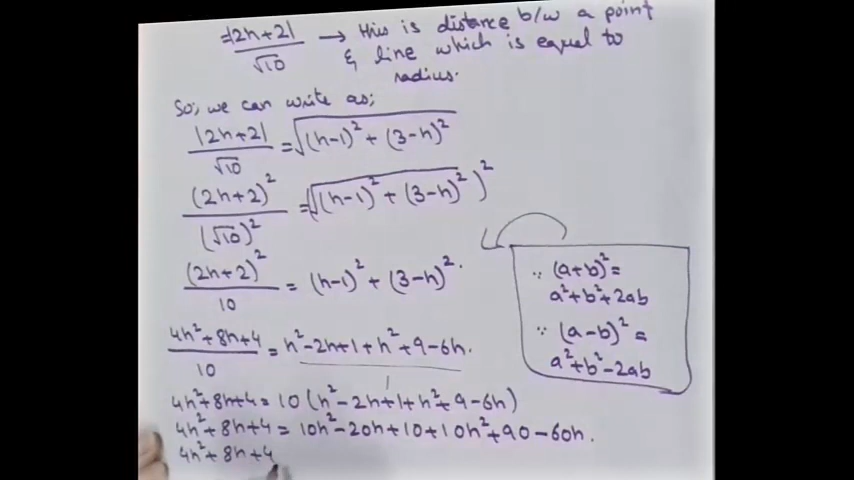 =|2h+2|/√10 → this is distance b/w a point
& line which is equal to
radius.
So, we can write as;
|2h+2|/√10 = √((h-1)² + (3-h)²)
(2h+2)²/(√10)² = (√((h-1)² + (3-h)²))²
(2h+2)²/10 = (h-1)² + (3-h)².
4h²+8h+4/10 = h²-2h+1+h²+9-6h.
4h²+8h+4 = 10(h²-2h+1+h²+9-6h)
4h²+8h+4 = 10h²-20h+10+10h²+90-60h.
4h²+8h+4
∵ (a+b)² =
a²+b²+2ab
∵ (a-b)² =
a²+b²-2ab